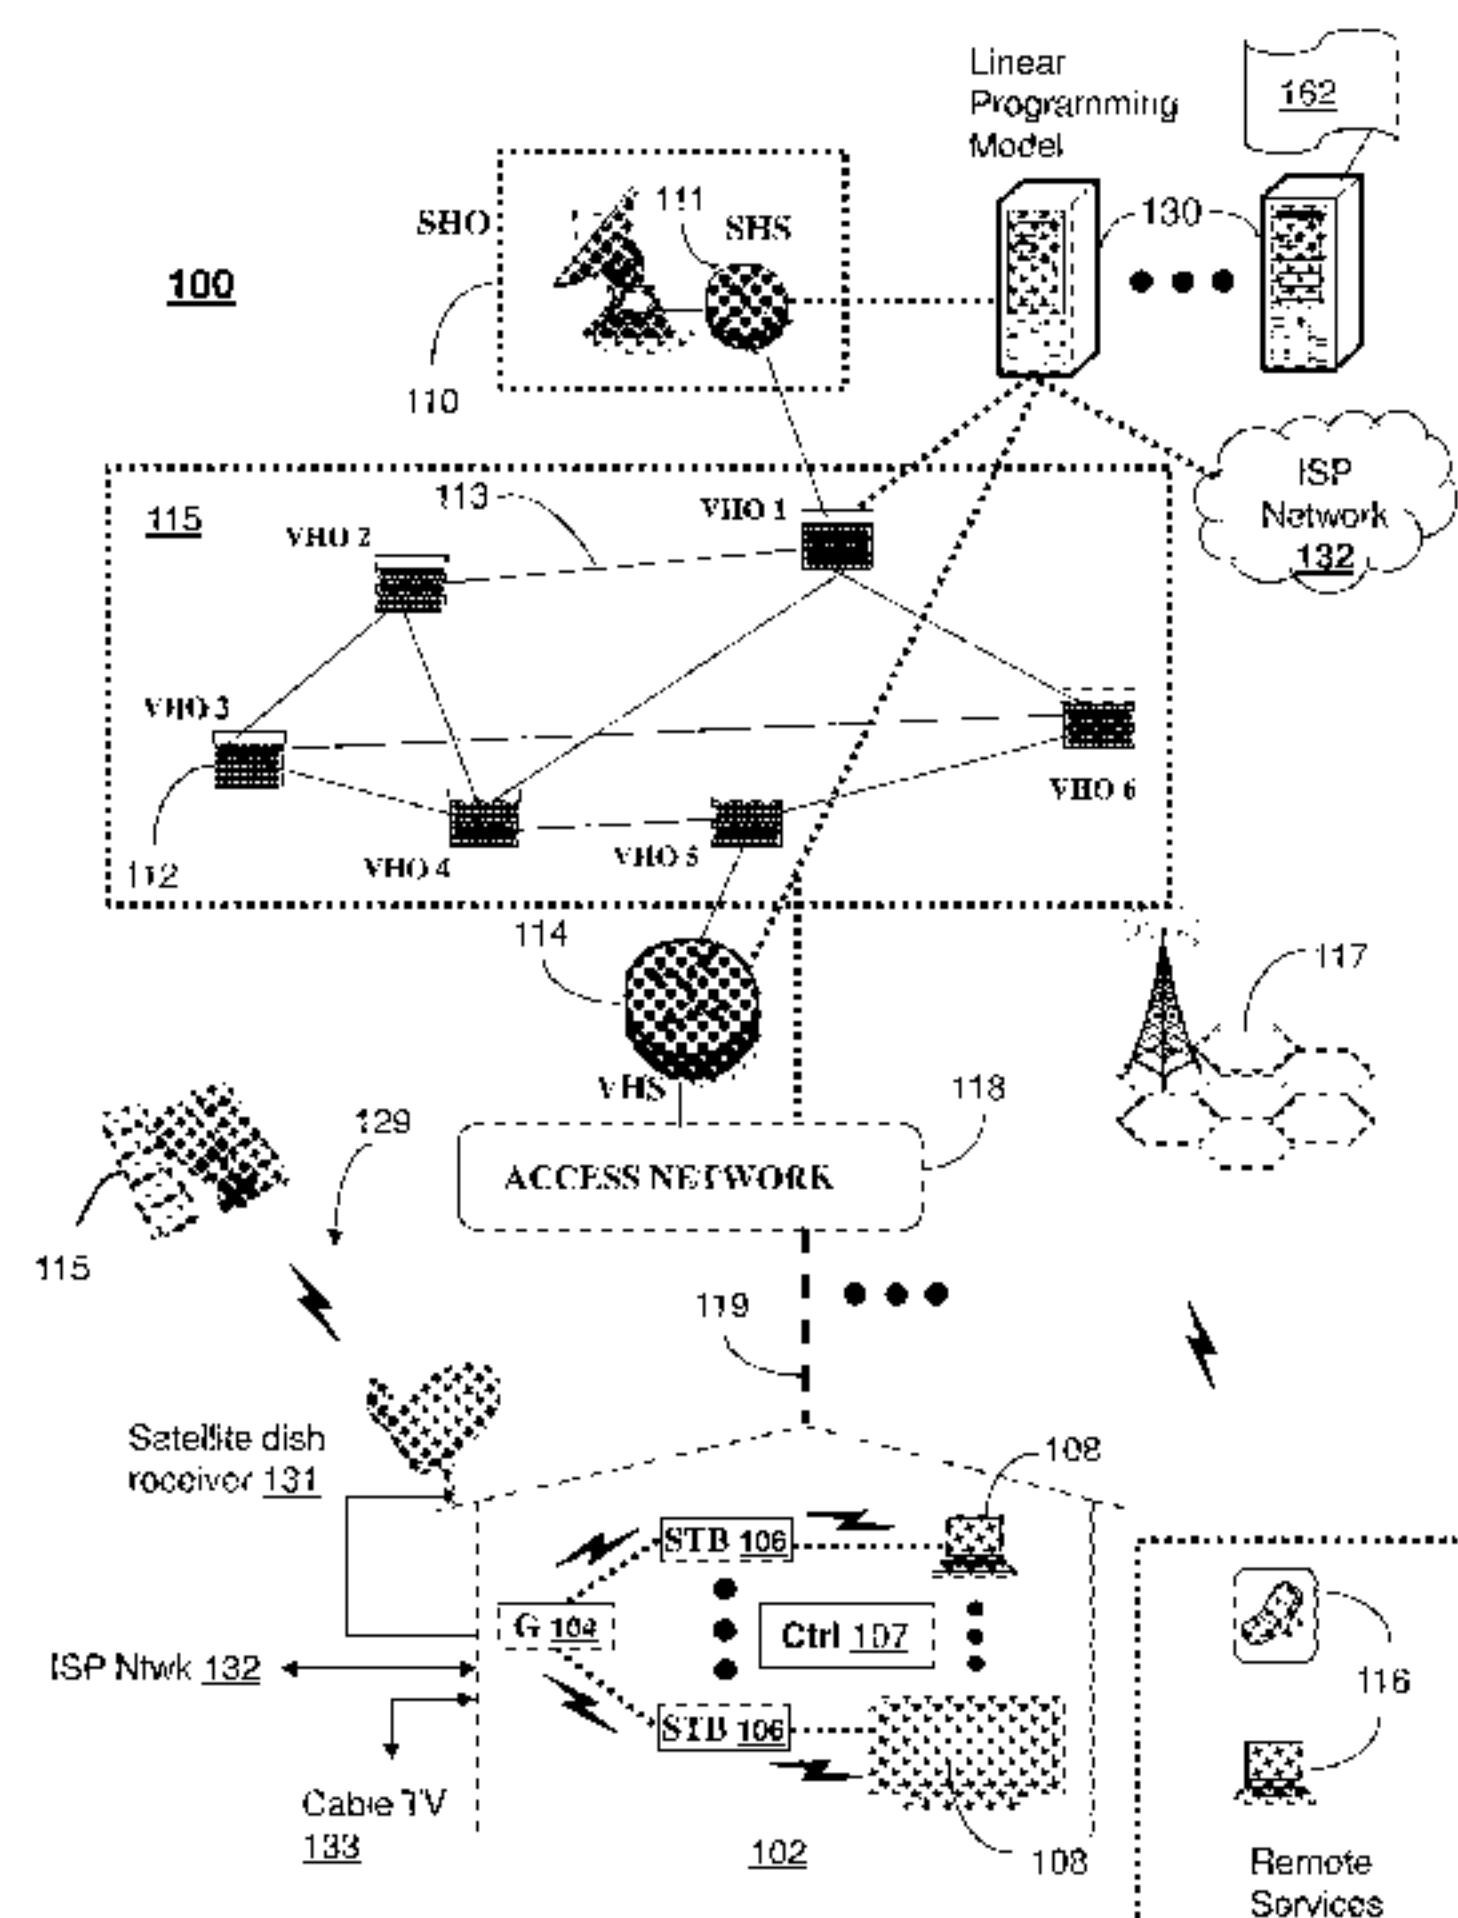 Linear
Programming
Model
162
130
SHO
111
SHS
100
110
ISP
Network
132
115
113
VHO 1
VHO 2
VHO 3
VHO 6
112
VHO 4
VHO 5
114
117
VHS
118
129
ACCESS NETWORK
115
119
Satellite dish
receiver 131
108
STB 106
G 104
Ctrl 107
ISP Ntwk 132
116
STB 106
Cable TV
133
102
108
Remote
Services